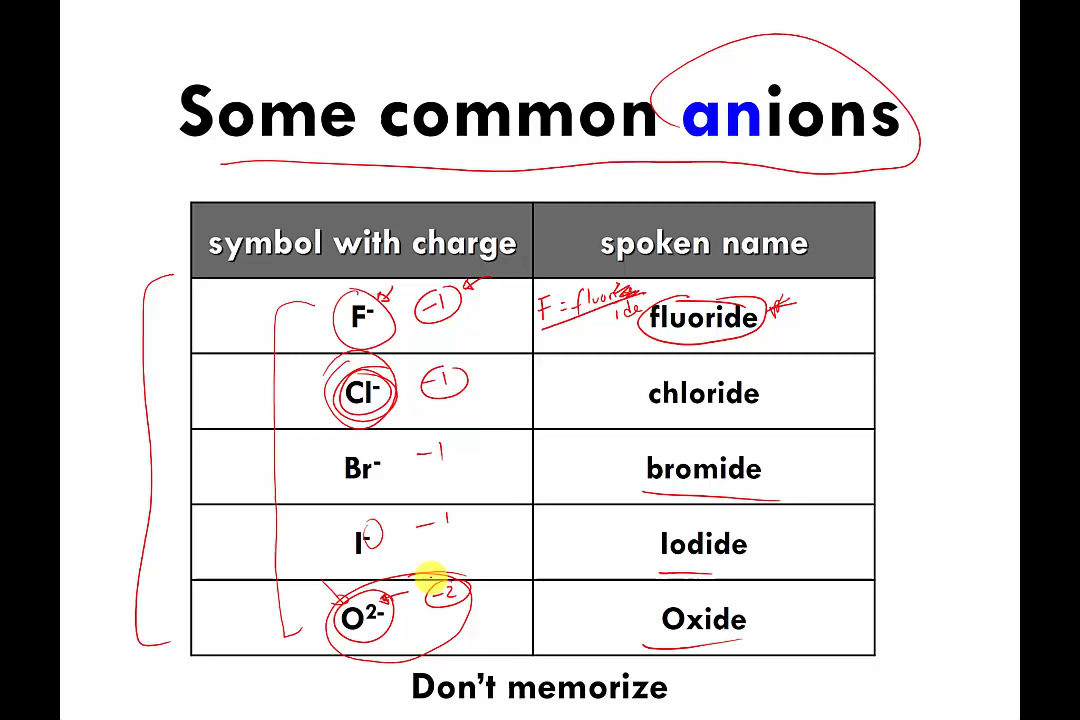 Some common anions
symbol with charge spoken name
F⁻ -1 F = fluor ide fluoride
Cl⁻ -1 chloride
Br⁻ -1 bromide
I⁻ -1 Iodide
O²⁻ -2 Oxide
Don't memorize